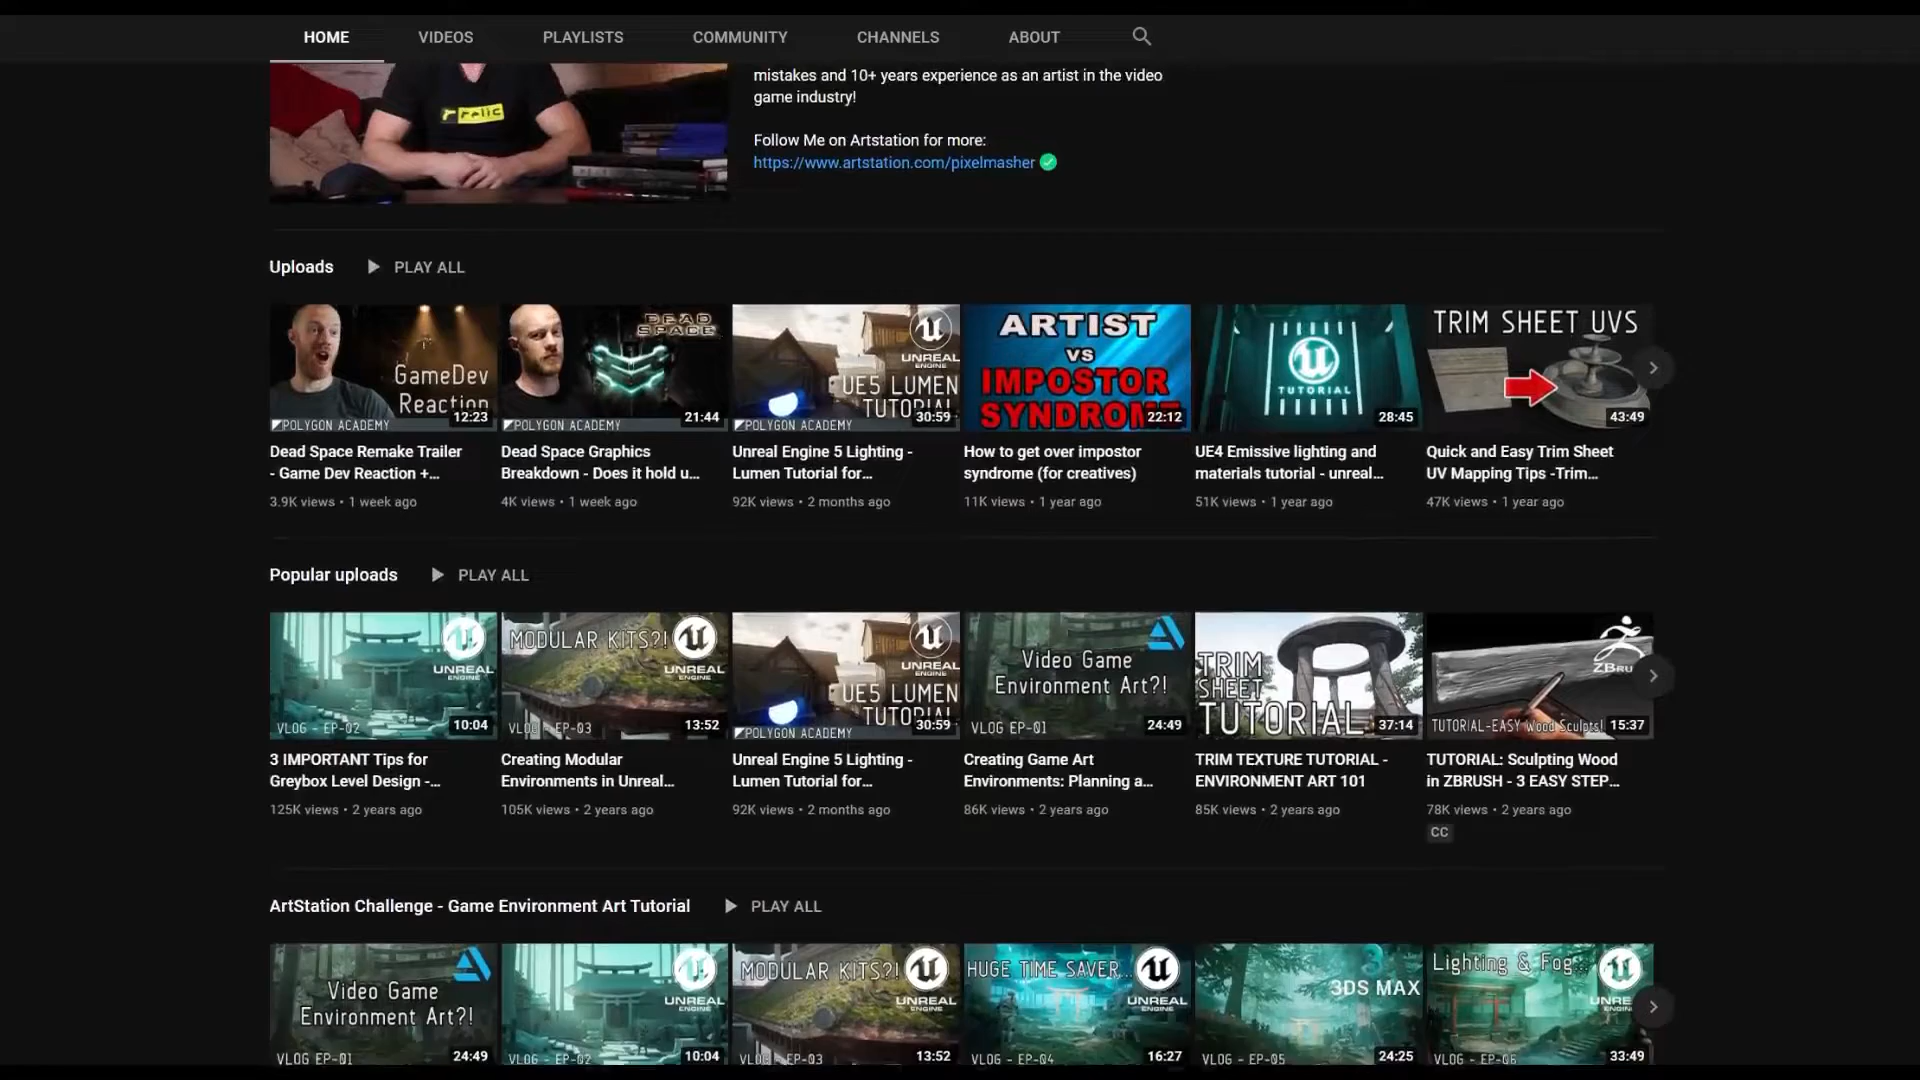 HOME
VIDEOS
PLAYLISTS
COMMUNITY
CHANNELS
ABOUT
relic
mistakes and 10+ years experience as an artist in the video
game industry!
Follow Me on Artstation for more:
https://www.artstation.com/pixelmasher
Uploads
PLAY ALL
GameDev
Reaction
POLYGON ACADEMY
12:23
DEAD
SPACE
POLYGON ACADEMY
21:44
UNREAL
ENGINE
UE5 LUMEN
TUTORIAL
POLYGON ACADEMY
30:59
ARTIST
VS
IMPOSTOR
SYNDROME
22:12
TUTORIAL
28:45
TRIM SHEET UVS
43:49
Dead Space Remake Trailer
- Game Dev Reaction +...
3.9K views • 1 week ago
Dead Space Graphics
Breakdown - Does it hold u...
4K views • 1 week ago
Unreal Engine 5 Lighting -
Lumen Tutorial for...
92K views • 2 months ago
How to get over impostor
syndrome (for creatives)
11K views • 1 year ago
UE4 Emissive lighting and
materials tutorial - unreal...
51K views • 1 year ago
Quick and Easy Trim Sheet
UV Mapping Tips -Trim...
47K views • 1 year ago
Popular uploads
PLAY ALL
UNREAL
ENGINE
VLOG - EP-02
10:04
MODULAR KITS?!
UNREAL
ENGINE
VLOG - EP-03
13:52
UNREAL
ENGINE
UE5 LUMEN
TUTORIAL
POLYGON ACADEMY
30:59
Video Game
Environment Art?!
VLOG EP-01
24:49
TRIM
SHEET
TUTORIAL
37:14
ZBRU
TUTORIAL-EASY Wood Sculpts!
15:37
3 IMPORTANT Tips for
Greybox Level Design -...
125K views • 2 years ago
Creating Modular
Environments in Unreal...
105K views • 2 years ago
Unreal Engine 5 Lighting -
Lumen Tutorial for...
92K views • 2 months ago
Creating Game Art
Environments: Planning a...
86K views • 2 years ago
TRIM TEXTURE TUTORIAL -
ENVIRONMENT ART 101
85K views • 2 years ago
TUTORIAL: Sculpting Wood
in ZBRUSH - 3 EASY STEP...
78K views • 2 years ago
CC
ArtStation Challenge - Game Environment Art Tutorial
PLAY ALL
Video Game
Environment Art?!
VLOG EP-01
24:49
UNREAL
ENGINE
VLOG - EP-02
10:04
MODULAR KITS?!
UNREAL
ENGINE
VLOG - EP-03
13:52
HUGE TIME SAVER...
UNREAL
ENGINE
VLOG - EP-04
16:27
3DS MAX
VLOG - EP-05
24:25
Lighting & Fog...
UNRE
ENGINE
VLOG - EP-06
33:49